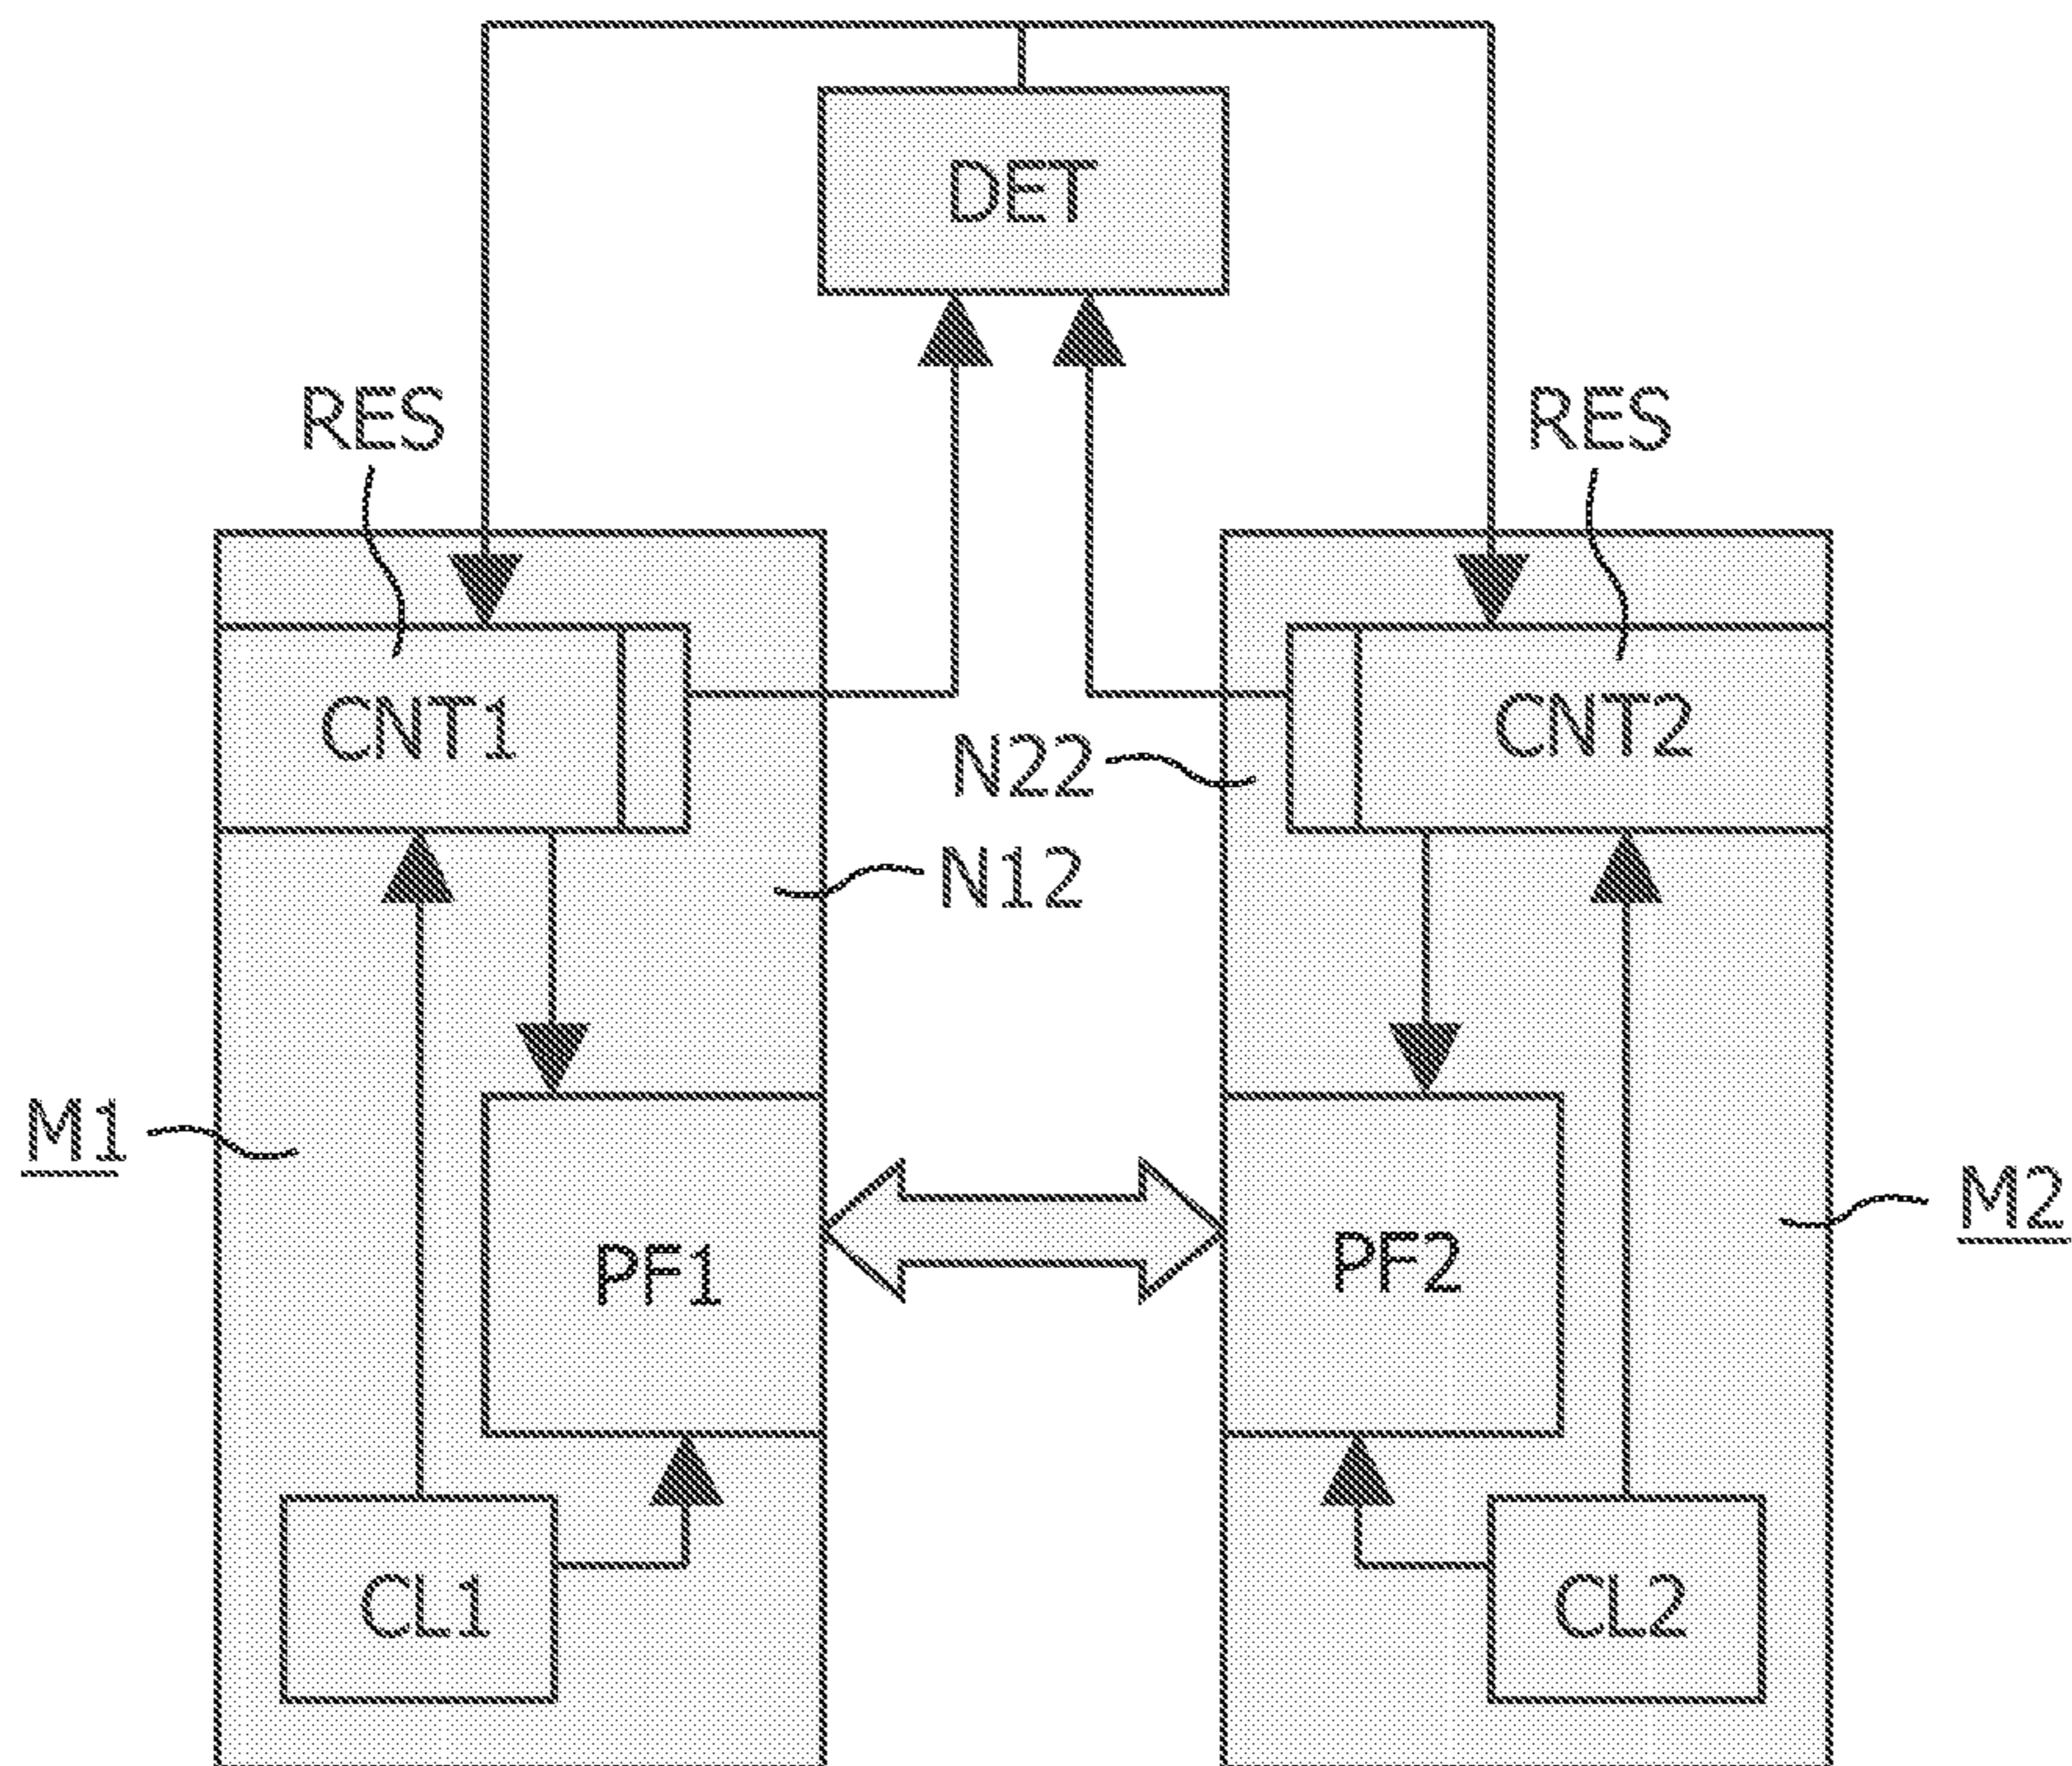 DET
RES
RES
CNT1
CNT2
N22
N12
M1
M2
PF1
PF2
CL1
CL2